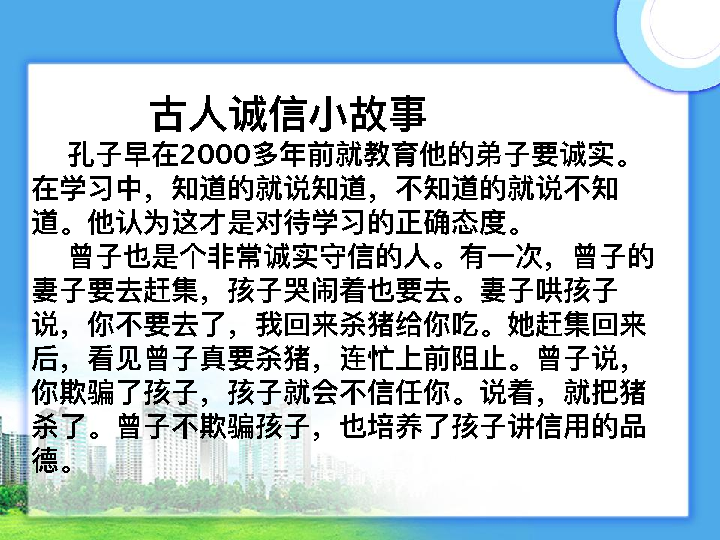 古人诚信小故事
孔子早在2000多年前就教育他的弟子要诚实。
在学习中，知道的就说知道，不知道的就说不知
道。他认为这才是对待学习的正确态度。
曾子也是个非常诚实守信的人。有一次，曾子的
妻子要去赶集，孩子哭闹着也要去。妻子哄孩子
说，你不要去了，我回来杀猪给你吃。她赶集回来
后，看见曾子真要杀猪，连忙上前阻止。曾子说，
你欺骗了孩子，孩子就会不信任你。说着，就把猪
杀了。曾子不欺骗孩子，也培养了孩子讲信用的品
德。